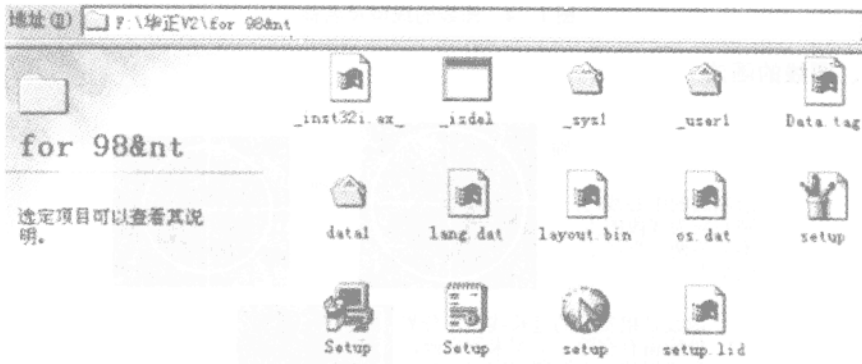 地址(D) F:\华正V2\for 98&nt
_inst32i.ex_ _isdel _sys1 _user1 Data.tag
for 98&nt
选定项目可以查看其说
明。
data1 lang.dat layout.bin os.dat setup
Setup Setup setup setup.lid